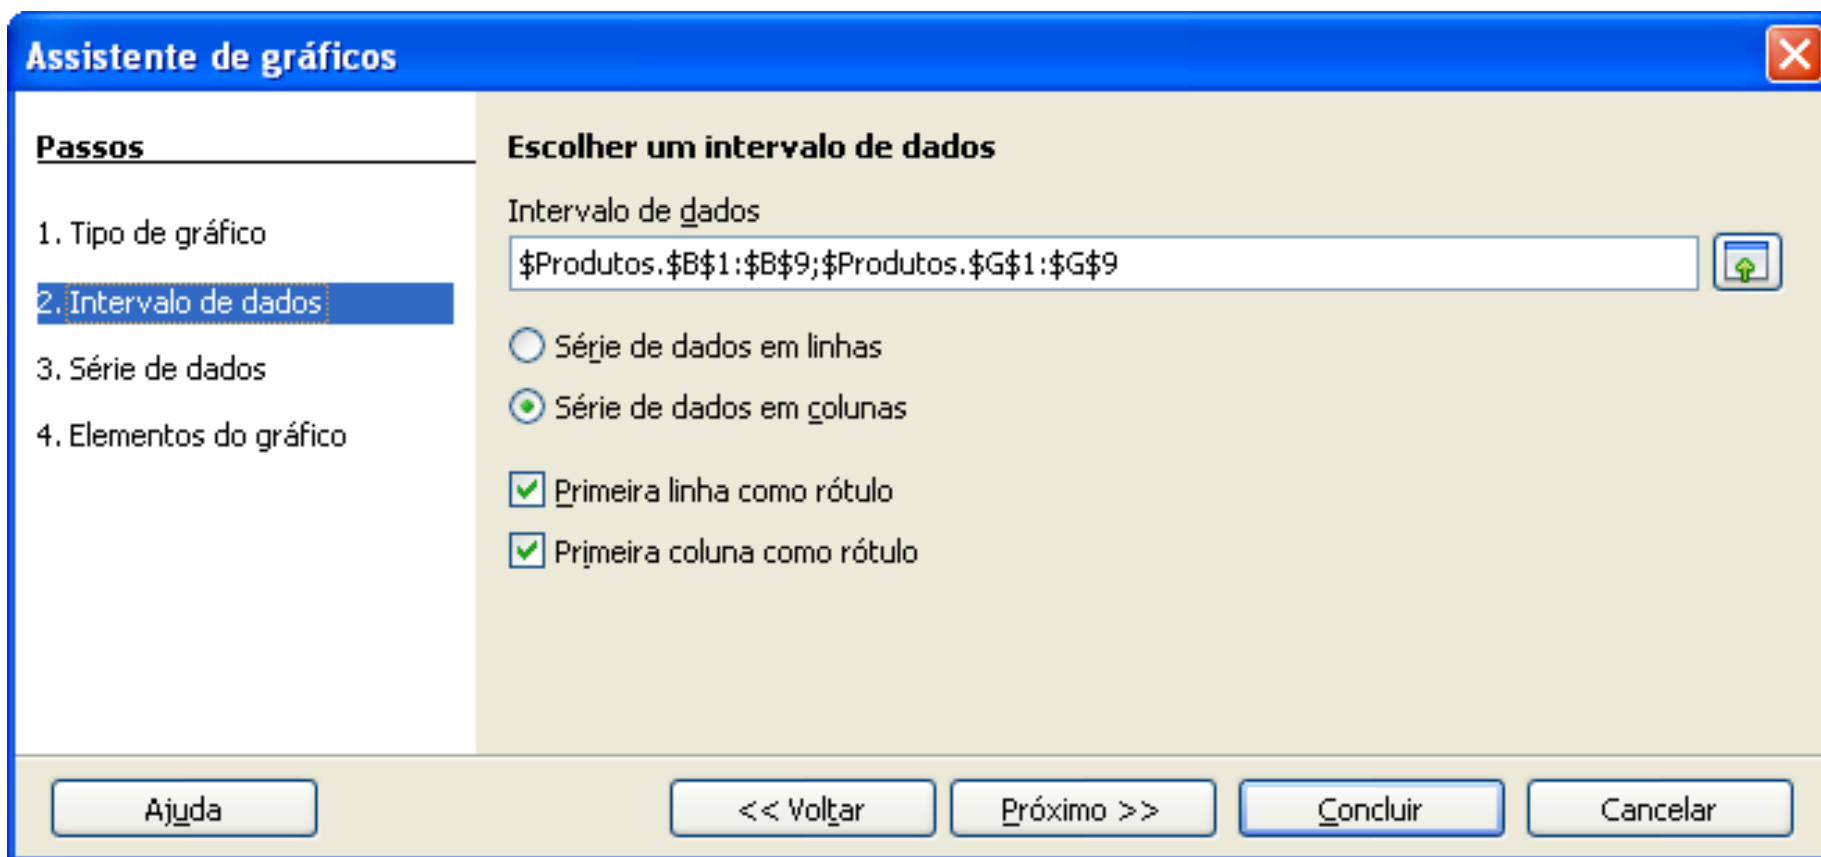 Assistente de gráficos
Passos
1. Tipo de gráfico
2. Intervalo de dados
3. Série de dados
4. Elementos do gráfico
Escolher um intervalo de dados
Intervalo de dados
$Produtos.$B$1:$B$9;$Produtos.$G$1:$G$9
Série de dados em linhas
Série de dados em colunas
Primeira linha como rótulo
Primeira coluna como rótulo
Ajuda
<< Voltar
Próximo >>
Concluir
Cancelar